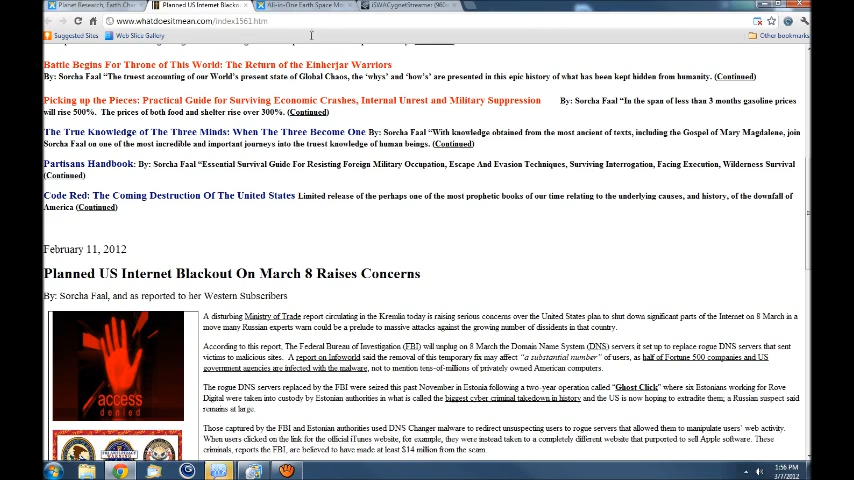 Planet Research, Earth Chan
Planned US Internet Blackou
All-in-One Earth Space Mo
iSWACygnetStreamer (960
www.whatdoesitmean.com/index1561.htm
Suggested Sites
Web Slice Gallery
Other bookmarks
Battle Begins For Throne of This World: The Return of the Einherjar Warriors
By: Sorcha Faal "The truest accounting of our World's present state of Global Chaos, the 'whys' and 'how's' are presented in this epic history of what has been kept hidden from humanity. (Continued)
Picking up the Pieces: Practical Guide for Surviving Economic Crashes, Internal Unrest and Military Suppression By: Sorcha Faal "In the span of less than 3 months gasoline prices
will rise 500%. The prices of both food and shelter rise over 300%. (Continued)
The True Knowledge of The Three Minds: When The Three Become One By: Sorcha Faal "With knowledge obtained from the most ancient of texts, including the Gospel of Mary Magdalene, join
Sorcha Faal on one of the most incredible and important journeys into the truest knowledge of human beings. (Continued)
Partisans Handbook: By: Sorcha Faal "Essential Survival Guide For Resisting Foreign Military Occupation, Escape And Evasion Techniques, Surviving Interrogation, Facing Execution, Wilderness Survival
(Continued)
Code Red: The Coming Destruction Of The United States Limited release of the perhaps one of the most prophetic books of our time relating to the underlying causes, and history, of the downfall of
America (Continued)
February 11, 2012
Planned US Internet Blackout On March 8 Raises Concerns
By: Sorcha Faal, and as reported to her Western Subscribers
A disturbing Ministry of Trade report circulating in the Kremlin today is raising serious concerns over the United States plan to shut down significant parts of the Internet on 8 March in a
move many Russian experts warn could be a prelude to massive attacks against the growing number of dissidents in that country.
According to this report, The Federal Bureau of Investigation (FBI) will unplug on 8 March the Domain Name System (DNS) servers it set up to replace rogue DNS servers that sent
victims to malicious sites. A report on Infoworld said the removal of this temporary fix may affect "a substantial number" of users, as half of Fortune 500 companies and US
government agencies are infected with the malware, not to mention tens-of-millions of privately owned American computers.
The rogue DNS servers replaced by the FBI were seized this past November in Estonia following a two-year operation called "Ghost Click" where six Estonians working for Rove
Digital were taken into custody by Estonian authorities in what is called the biggest cyber criminal takedown in history and the US is now hoping to extradite them; a Russian suspect said
remains at large.
Those captured by the FBI and Estonian authorities used DNS Changer malware to redirect unsuspecting users to rogue servers that allowed them to manipulate users' web activity.
When users clicked on the link for the official iTunes website, for example, they were instead taken to a completely different website that purported to sell Apple software. These
criminals, reports the FBI, are believed to have made at least $14 million from the scam
access
denied
1:56 PM
3/7/2012